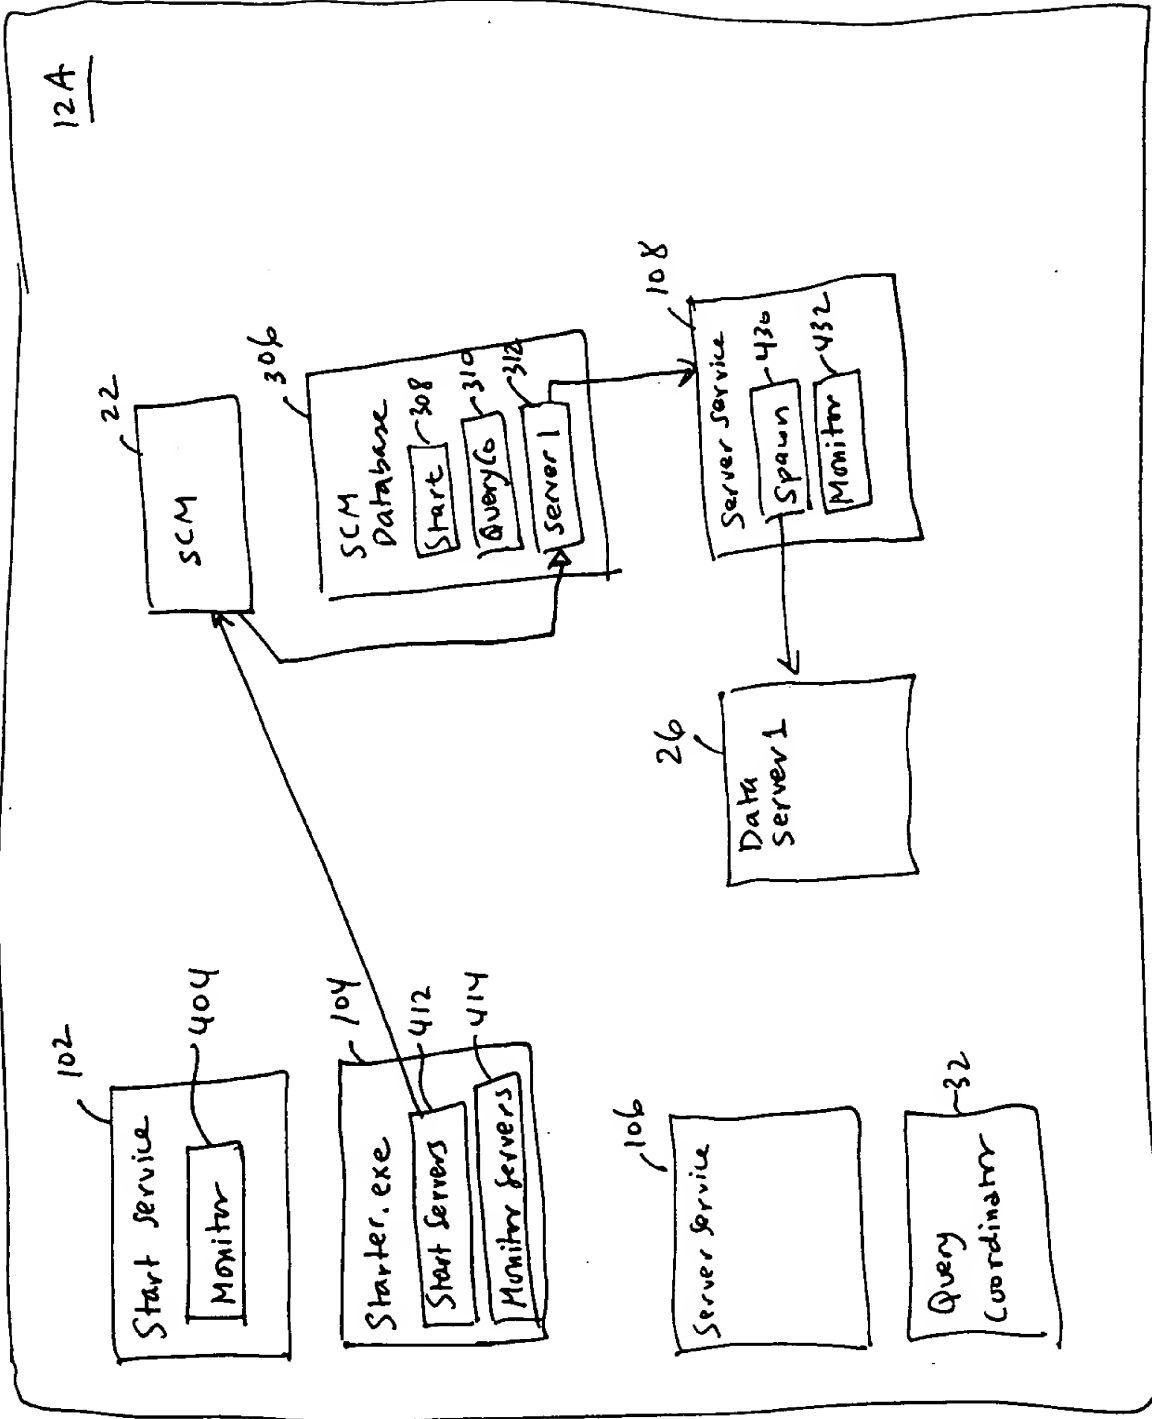 12A
102
Start service
Monitor
404
22
SCM
104
Starter.exe
Start Servers
412
Monitor Servers
414
306
SCM
Database
Start
308
QueryCo
310
Server 1
312
106
Server Service
26
Data
Server 1
108
Server Service
Spawn
430
Monitor
432
Query
Coordinator
32